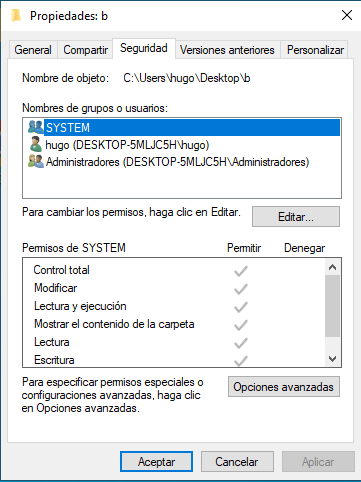 Propiedades: b
General
Compartir
Seguridad
Versiones anteriores
Personalizar
Nombre de objeto: C:\Users\hugo\Desktop\b
Nombres de grupos o usuarios:
SYSTEM
hugo (DESKTOP-5MLJC5H\hugo)
Administradores (DESKTOP-5MLJC5H\Administradores)
Para cambiar los permisos, haga clic en Editar.
Editar...
Permisos de SYSTEM Permitir Denegar
Control total
Modificar
Lectura y ejecución
Mostrar el contenido de la carpeta
Lectura
Escritura
Para especificar permisos especiales o
configuraciones avanzadas, haga clic
en Opciones avanzadas.
Opciones avanzadas
Aceptar
Cancelar
Aplicar